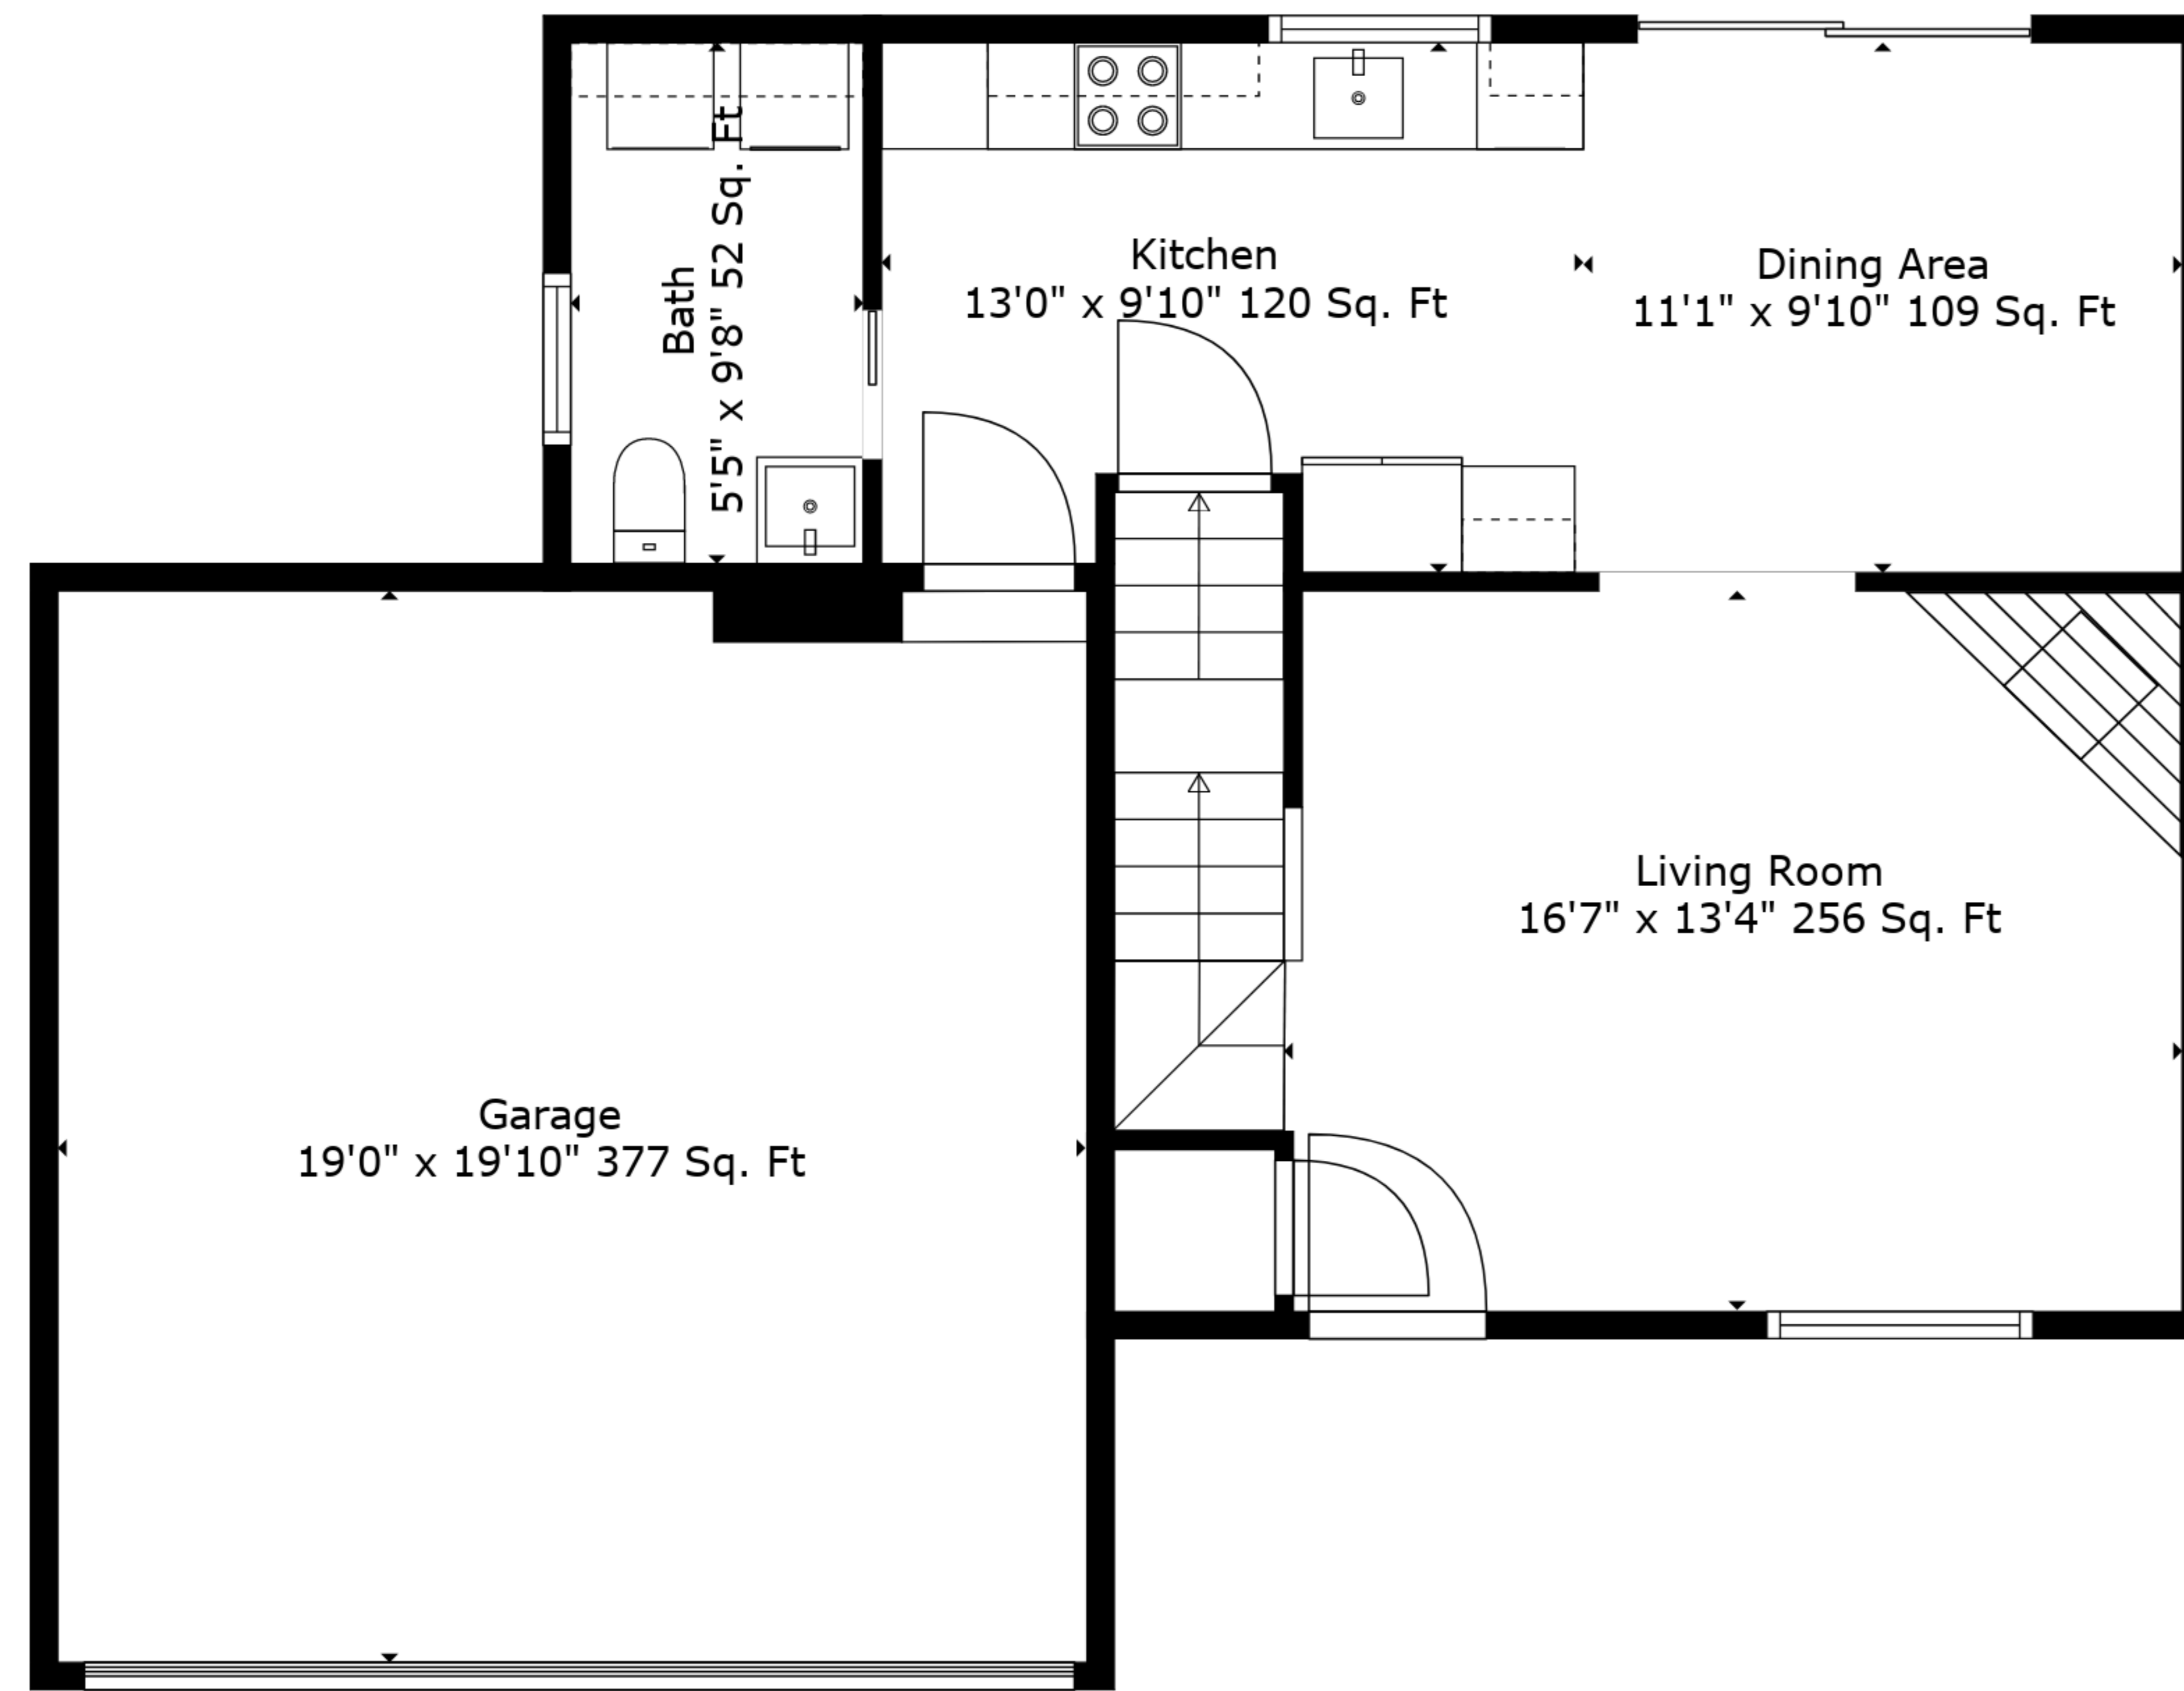 Kitchen
13'0" x 9'10" 120 Sq. Ft
Dining Area
11'1" x 9'10" 109 Sq. Ft
Bath
5'5" x 9'8" 52 Sq. Ft
Living Room
16'7" x 13'4" 256 Sq. Ft
Garage
19'0" x 19'10" 377 Sq. Ft